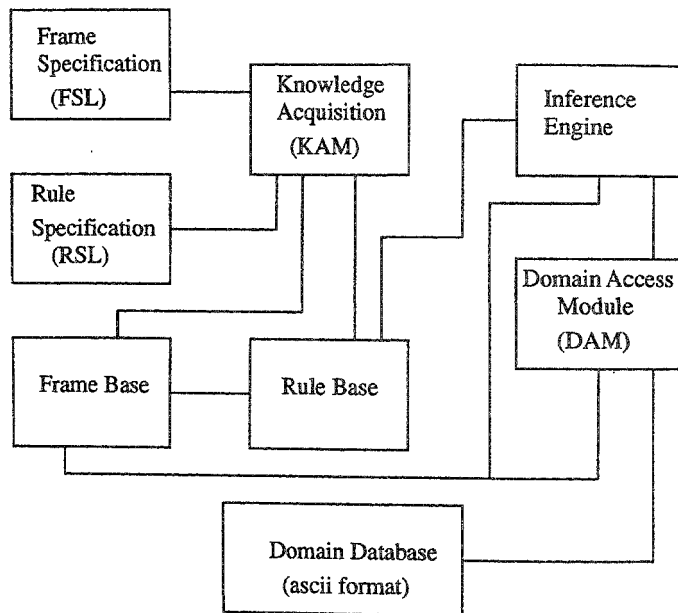 Frame
Specification
(FSL)
Knowledge
Acquisition
(KAM)
Inference
Engine
Rule
Specification
(RSL)
Domain Access
Module
(DAM)
Frame Base
Rule Base
Domain Database
(ascii format)